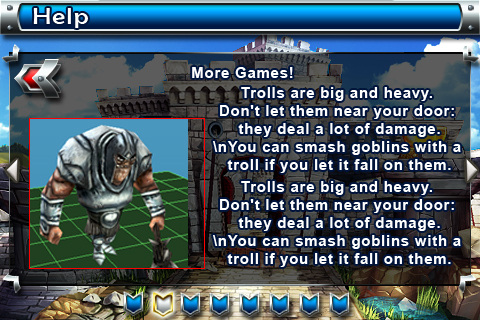 Help
More Games!
Trolls are big and heavy.
Don't let them near your door:
they deal a lot of damage.
\nYou can smash goblins with a
troll if you let it fall on them.
Trolls are big and heavy.
Don't let them near your door:
they deal a lot of damage.
\nYou can smash goblins with a
troll if you let it fall on them.